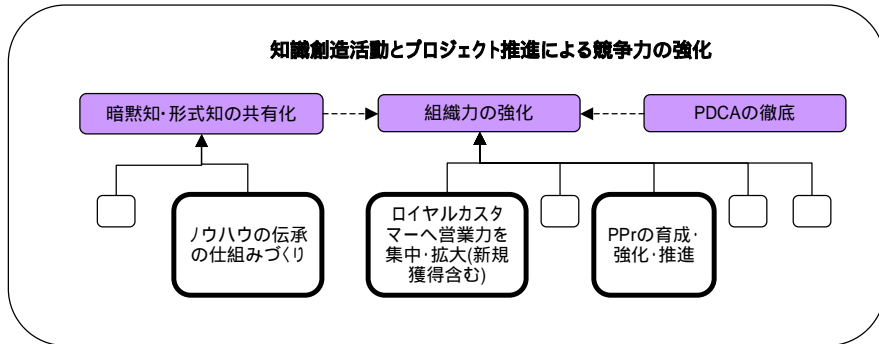 知識創造活動とプロジェクト推進による競争力の強化
暗黙知・形式知の共有化
組織力の強化
PDCAの徹底
ノウハウの伝承
の仕組みづくり
ロイヤルカスタ
マーへ営業力を
集中・拡大(新規
獲得含む)
PPrの育成・
強化・推進